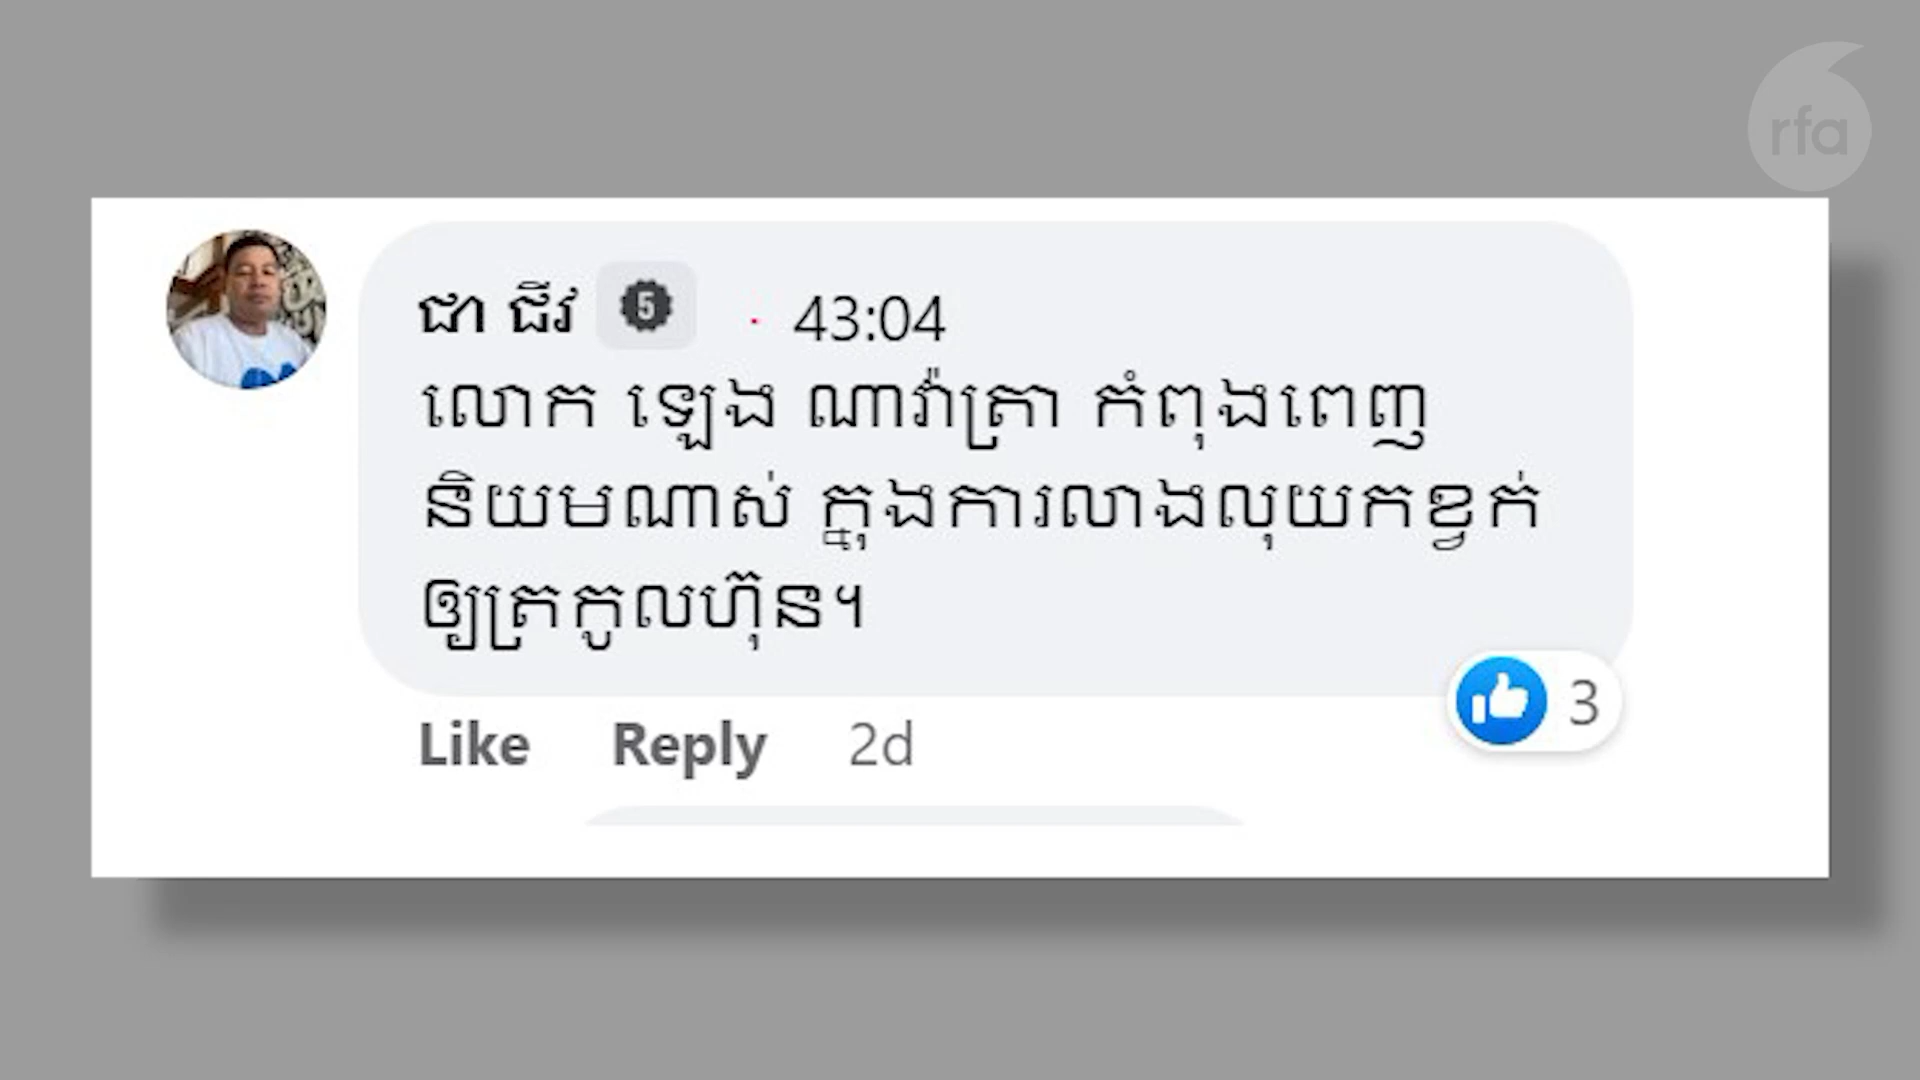 rfa
ជា ជីវ 5 · 43:04
លោក ឡេង ណាវ៉ាត្រា កំពុងពេញ
និយមណាស់ ក្នុងការលាងលុយកខ្វក់
ឲ្យត្រកូលហ៊ុន។
3
Like Reply 2d